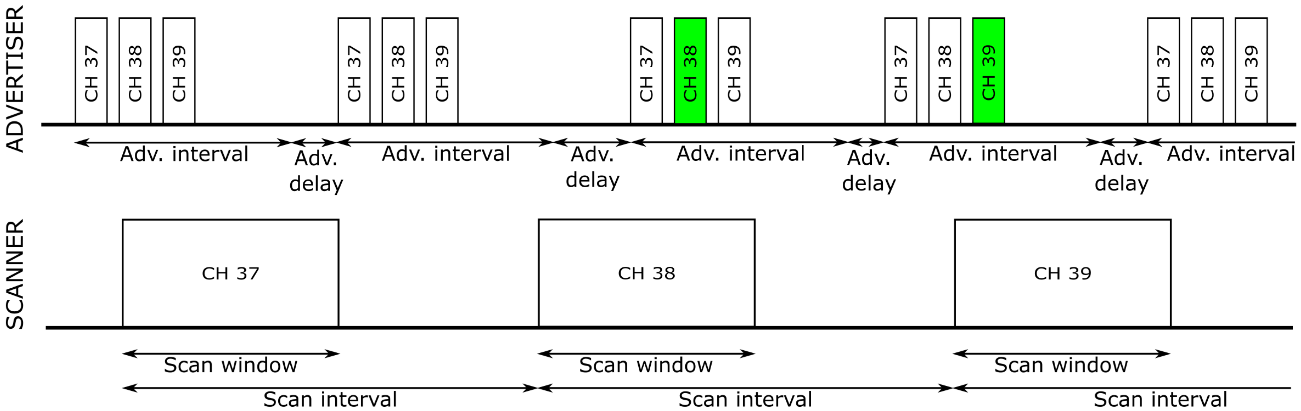 ADVERTISER
CH 37 CH 38 CH 39 CH 37 CH 38 CH 39 CH 37 CH 38 CH 39 CH 37 CH 38 CH 39 CH 37 CH 38 CH 39
Adv. interval Adv. delay Adv. interval Adv. delay Adv. interval Adv. delay Adv. interval Adv. delay Adv. interval
SCANNER
CH 37 CH 38 CH 39
Scan window Scan window Scan window
Scan interval Scan interval Scan interval